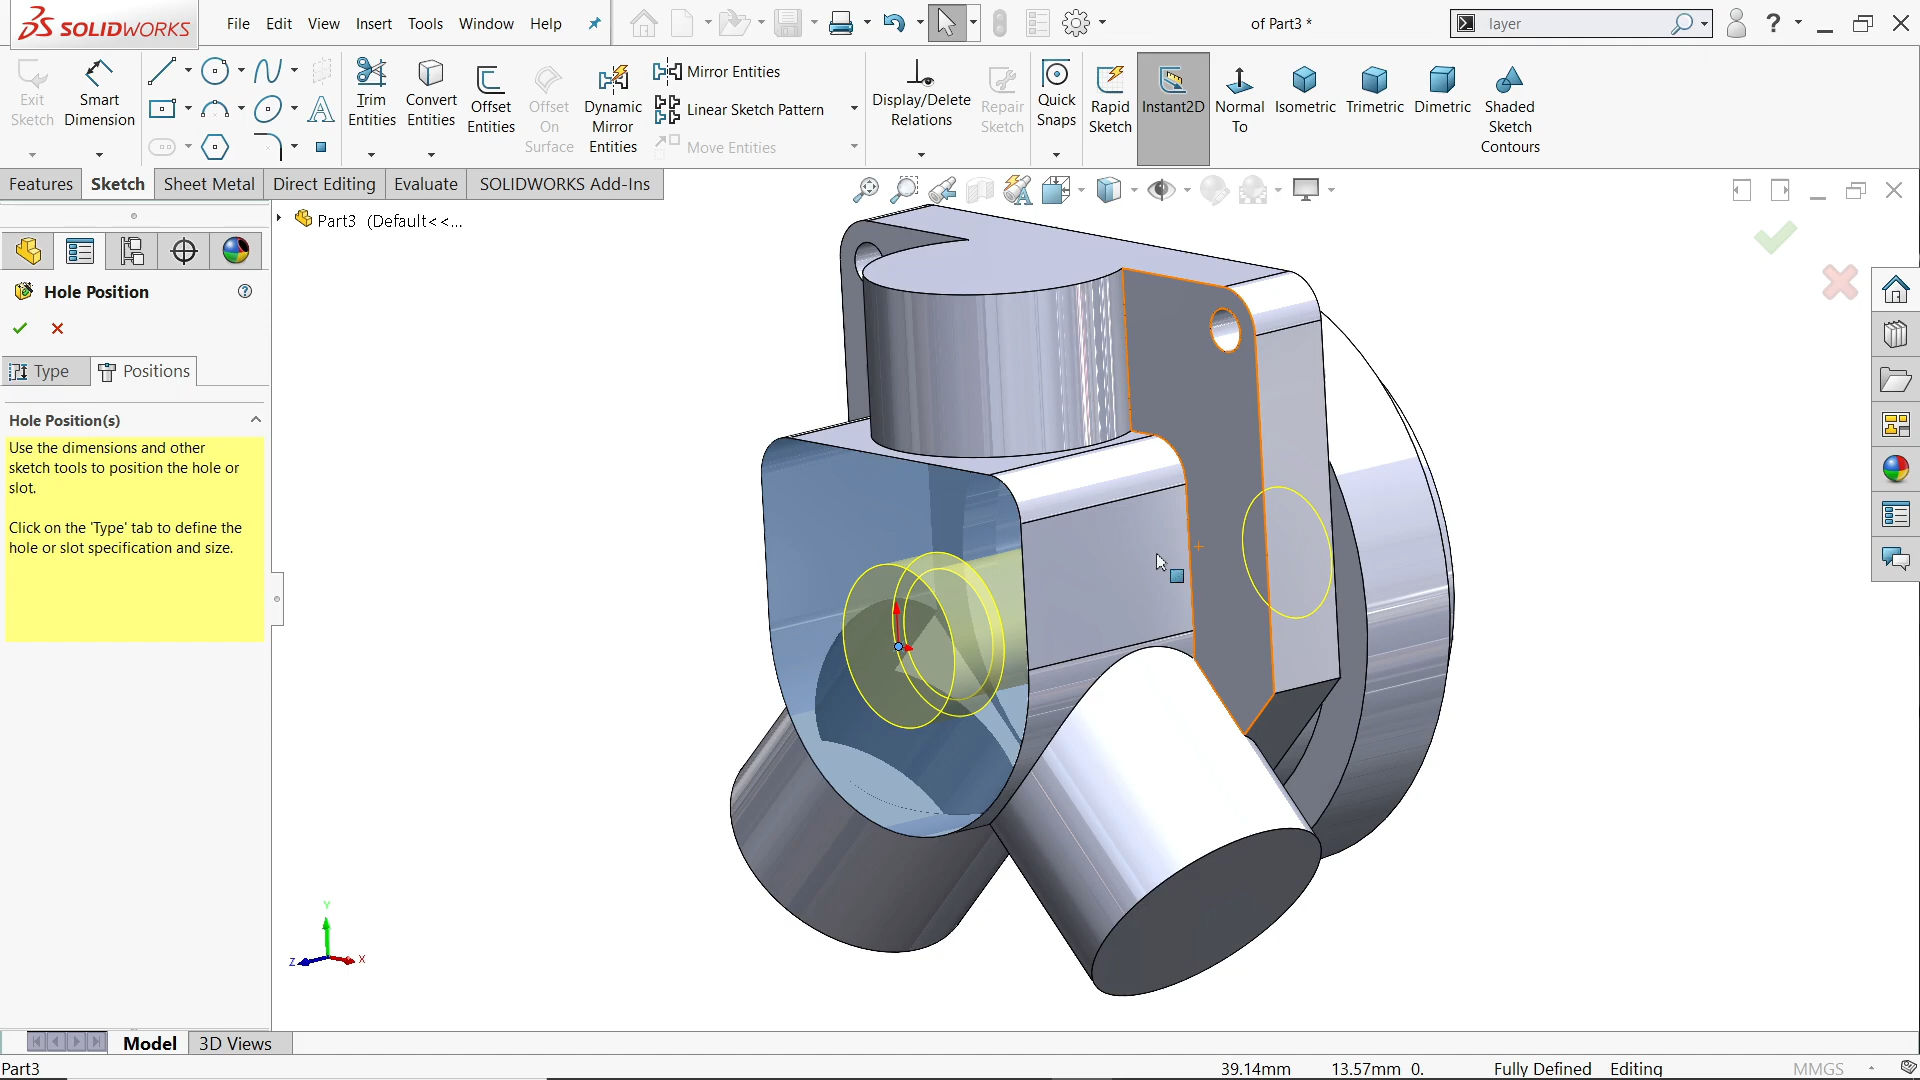 SOLIDWORKS
File Edit View Insert Tools Window Help
of Part3 *
layer
?
Exit Sketch
Smart Dimension
Trim Entities
Convert Entities
Offset Entities
Offset On Surface
Dynamic Mirror Entities
Mirror Entities
Linear Sketch Pattern
Move Entities
Display/Delete Relations
Repair Sketch
Quick Snaps
Rapid Sketch
Instant2D
Normal To
Isometric
Trimetric
Dimetric
Shaded Sketch Contours
Features Sketch Sheet Metal Direct Editing Evaluate SOLIDWORKS Add-Ins
Part3 (Default<<...
Hole Position
Type Positions
Hole Position(s)
Use the dimensions and other
sketch tools to position the hole or
slot.
Click on the 'Type' tab to define the
hole or slot specification and size.
Y
Z
X
Model 3D Views
Part3 39.14mm 13.57mm 0. Fully Defined Editing MMGS